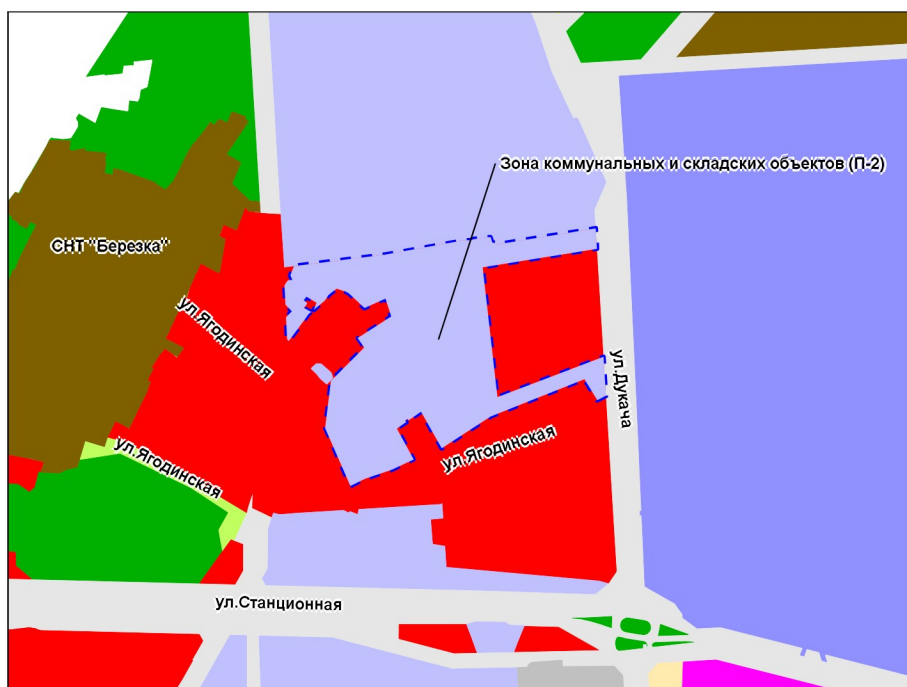 Зона коммунальных и складских объектов (П-2)
СНТ "Березка"
ул.Ягодинская
ул.Дукача
ул.Ягодинская
ул.Ягодинская
ул.Станционная